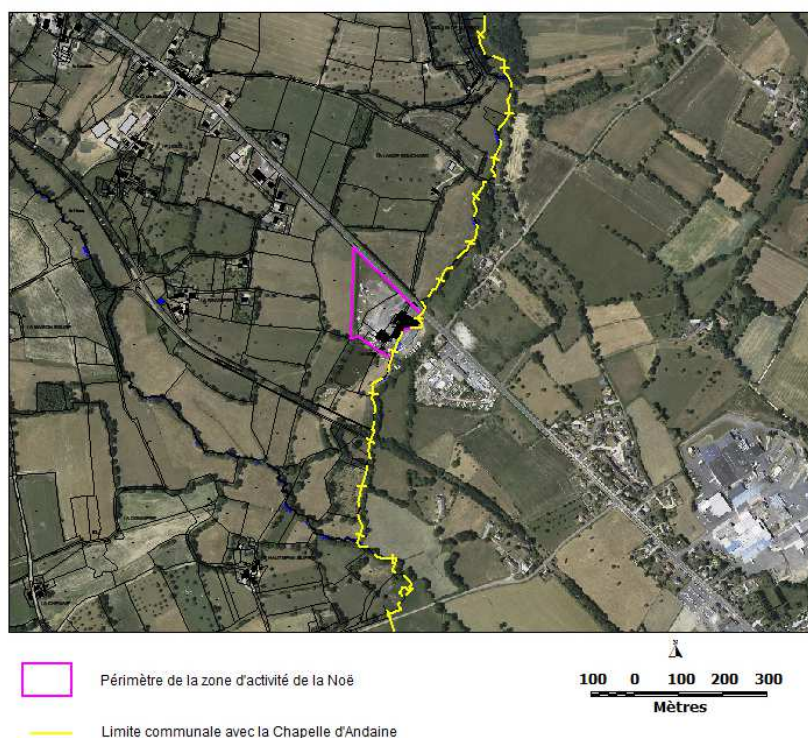 Périmètre de la zone d'activité de la Noë
N
100 0 100 200 300
Mètres
Limite communale avec la Chapelle d'Andaine